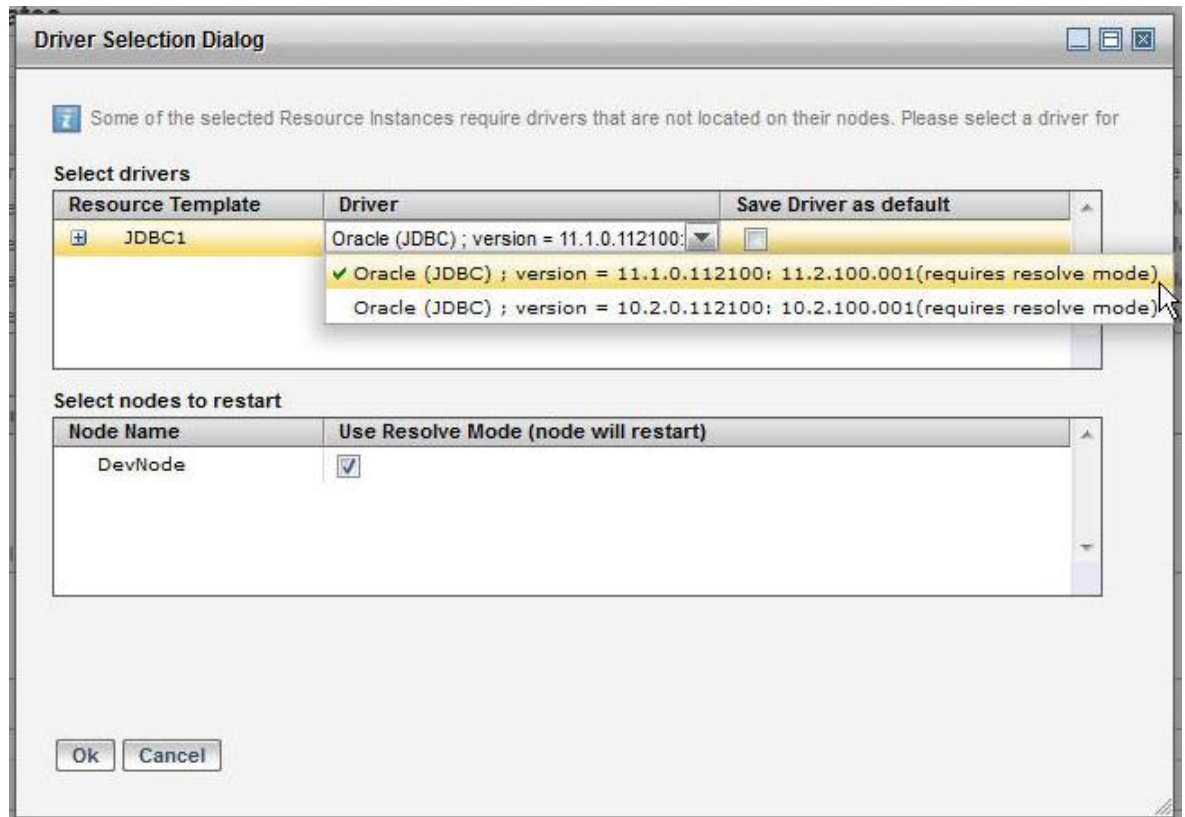 Driver Selection Dialog
Some of the selected Resource Instances require drivers that are not located on their nodes. Please select a driver for
Select drivers
Resource Template Driver Save Driver as default
JDBC1 Oracle (JDBC) ; version = 11.1.0.112100:
Oracle (JDBC) ; version = 11.1.0.112100: 11.2.100.001(requires resolve mode)
Oracle (JDBC) ; version = 10.2.0.112100: 10.2.100.001(requires resolve mode)
Select nodes to restart
Node Name Use Resolve Mode (node will restart)
DevNode
Ok Cancel